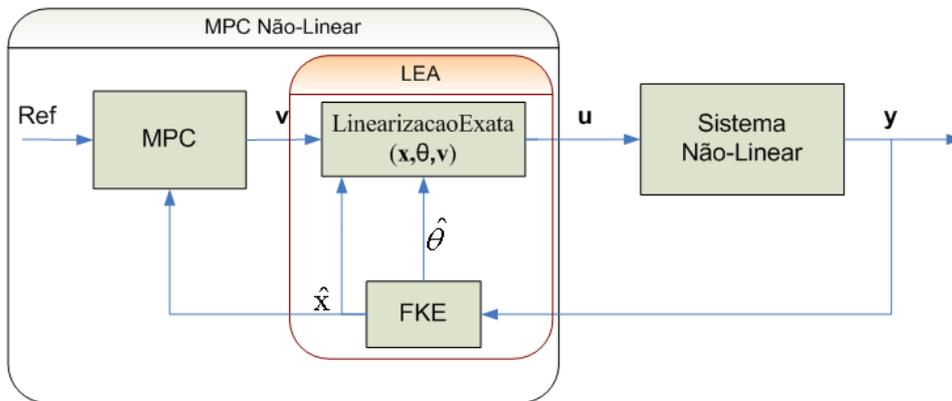 MPC Não-Linear
LEA
Ref
MPC
v
LinearizacaoExata
(x,θ,v)
u
Sistema
Não-Linear
y
θ̂
x̂
FKE